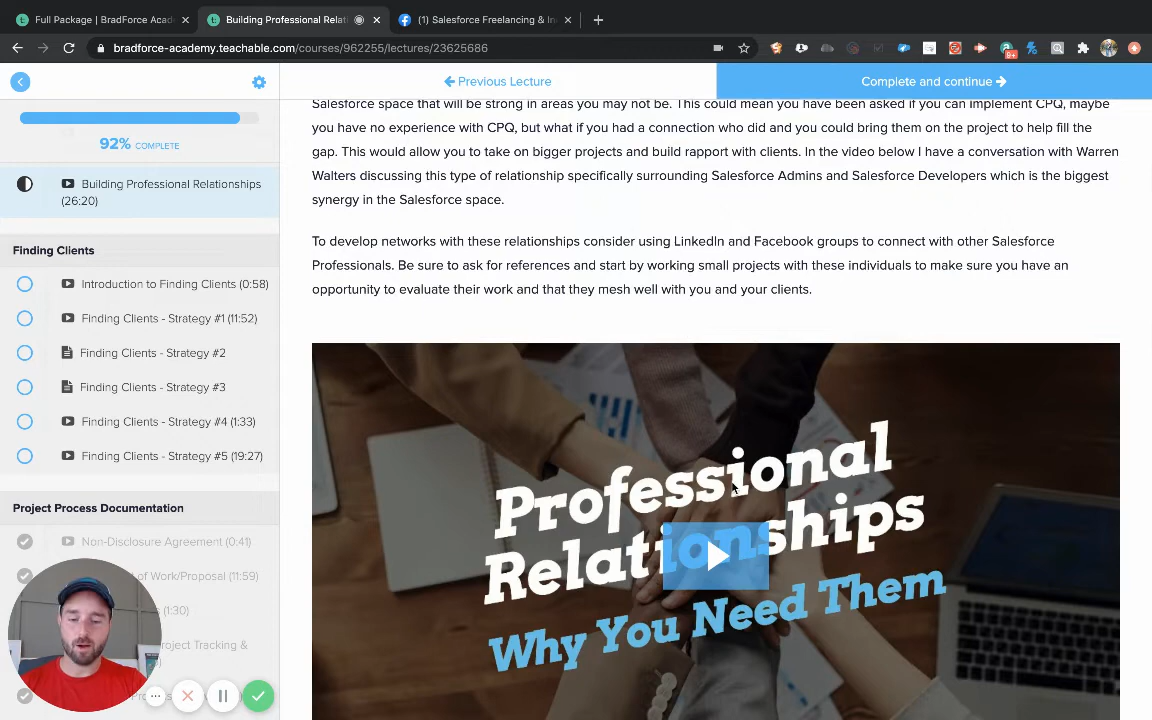 Full Package | BradForce Acad
Building Professional Relati
(1) Salesforce Freelancing & In
bradforce-academy.teachable.com/courses/962255/lectures/23625686
9+
Previous Lecture
Complete and continue
92% COMPLETE
Building Professional Relationships
(26:20)
Finding Clients
Introduction to Finding Clients (0:58)
Finding Clients - Strategy #1 (11:52)
Finding Clients - Strategy #2
Finding Clients - Strategy #3
Finding Clients - Strategy #4 (1:33)
Finding Clients - Strategy #5 (19:27)
Project Process Documentation
Non-Disclosure Agreement (0:41)
of Work/Proposal (11:59)
(1:30)
roject Tracking &
Salesforce space that will be strong in areas you may not be. This could mean you have been asked if you can implement CPQ, maybe
you have no experience with CPQ, but what if you had a connection who did and you could bring them on the project to help fill the
gap. This would allow you to take on bigger projects and build rapport with clients. In the video below I have a conversation with Warren
Walters discussing this type of relationship specifically surrounding Salesforce Admins and Salesforce Developers which is the biggest
synergy in the Salesforce space.
To develop networks with these relationships consider using LinkedIn and Facebook groups to connect with other Salesforce
Professionals. Be sure to ask for references and start by working small projects with these individuals to make sure you have an
opportunity to evaluate their work and that they mesh well with you and your clients.
Professional
Relationships
Why You Need Them